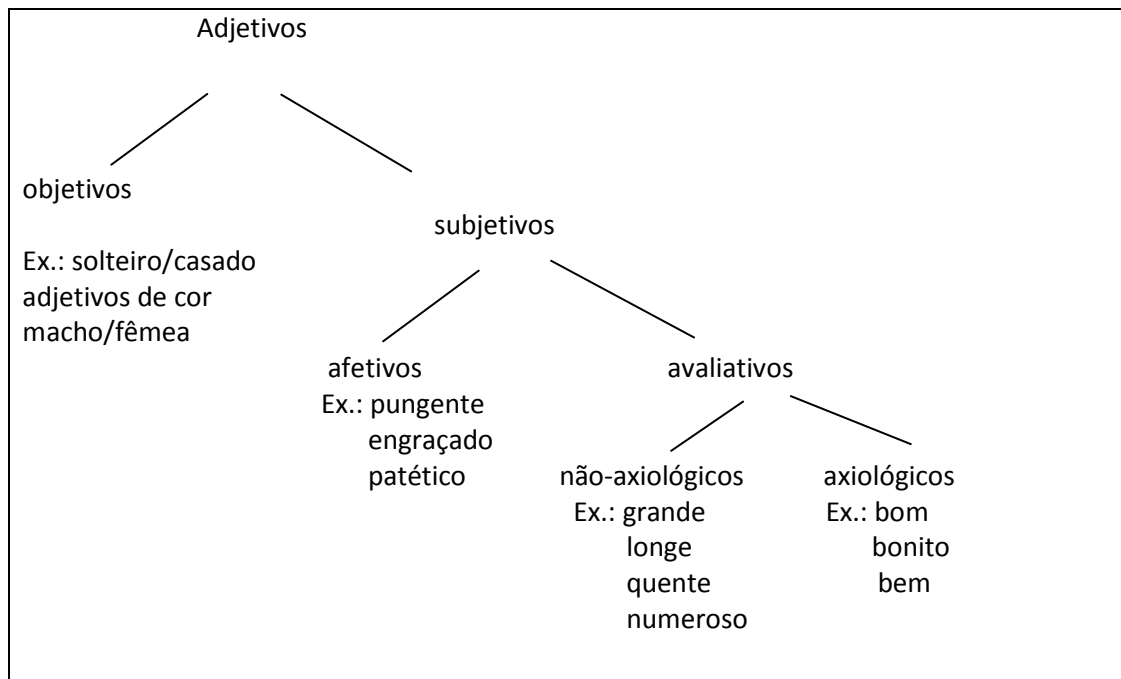 Adjetivos
objetivos
subjetivos
Ex.: solteiro/casado
adjetivos de cor
macho/fêmea
afetivos
Ex.: pungente
engraçado
patético
avaliativos
não-axiológicos
Ex.: grande
longe
quente
numeroso
axiológicos
Ex.: bom
bonito
bem